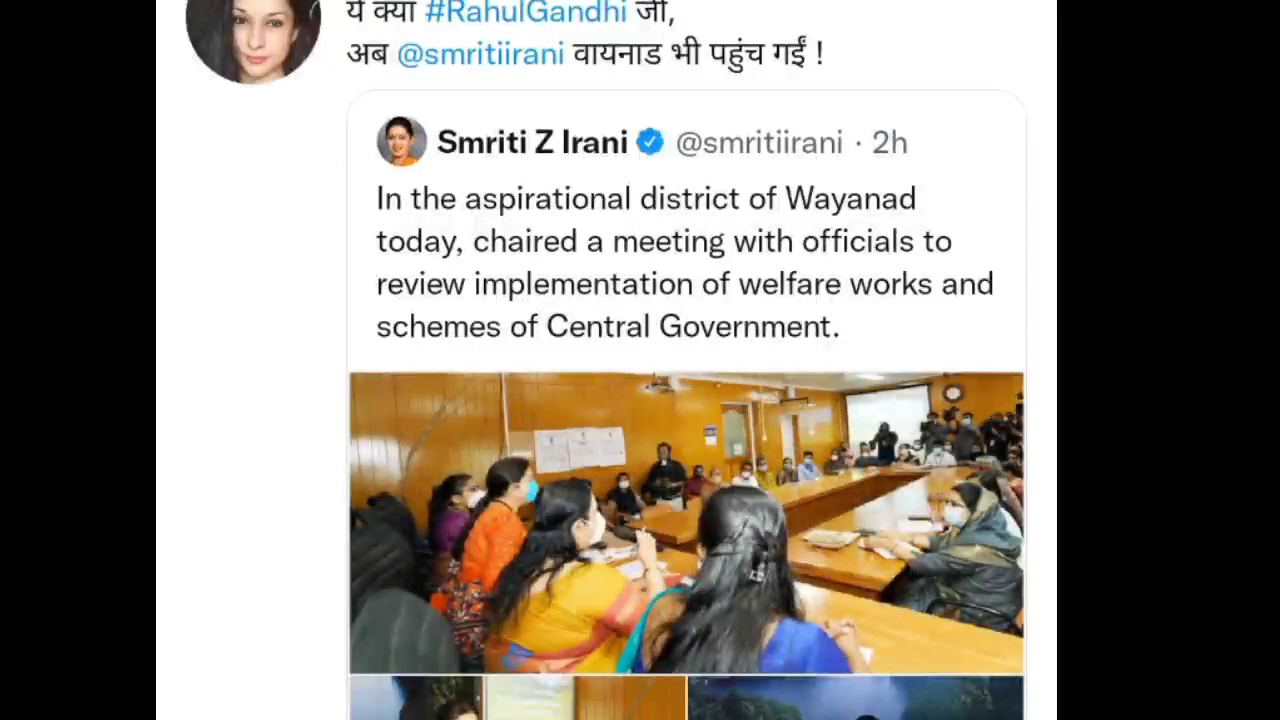 ये क्या #RahulGandhi जी,
अब @smritiirani वायनाड भी पहुंच गईं !
Smriti Z Irani @smritiirani · 2h
In the aspirational district of Wayanad
today, chaired a meeting with officials to
review implementation of welfare works and
schemes of Central Government.